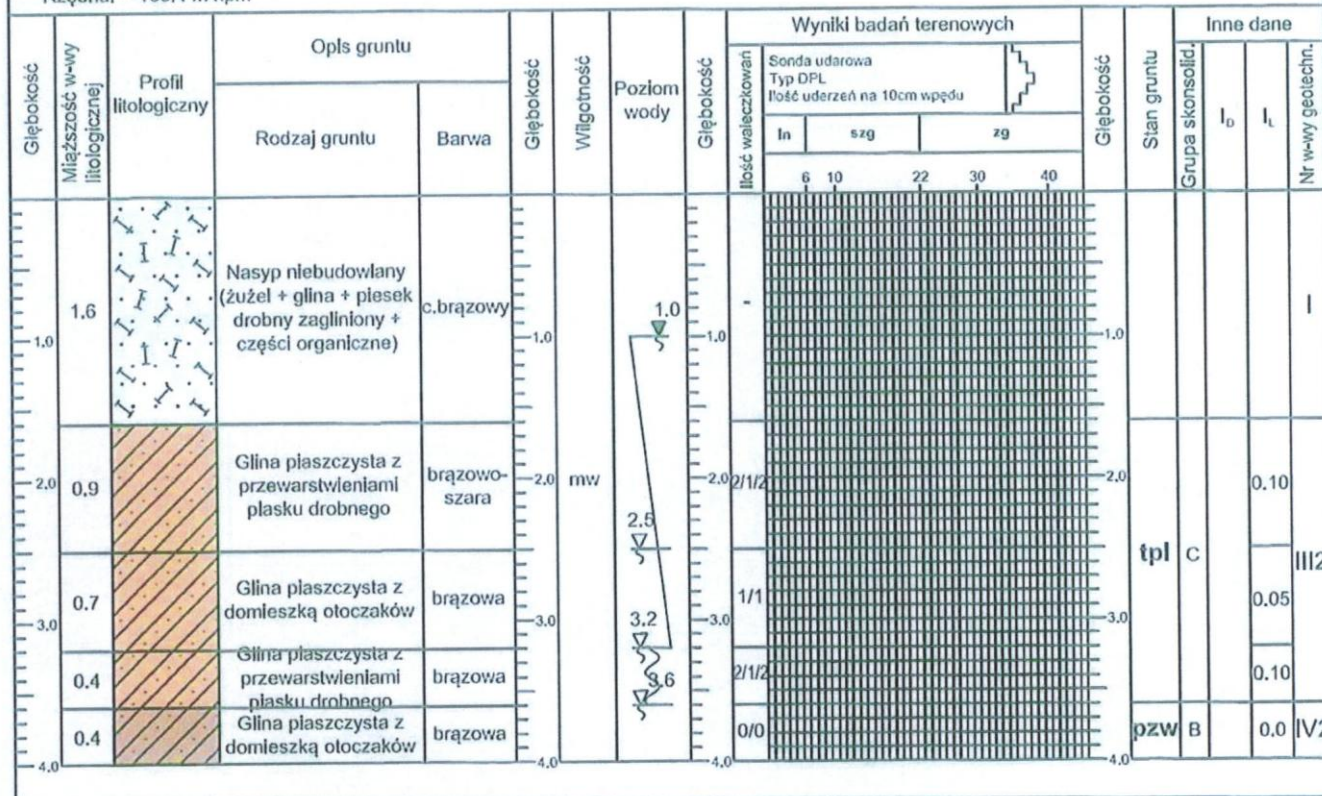 Głębokość
Miąższość w-wy litologicznej
Profil litologiczny
Opis gruntu
Rodzaj gruntu
Barwa
Głębokość
Wilgotność
Poziom wody
Głębokość
Ilość wałeczkowań
Wyniki badań terenowych
Sonda udarowa
Typ DPL
Ilość uderzeń na 10cm wpędu
ln szg zg
6 10 22 30 40
Głębokość
Stan gruntu
Inne dane
Grupa skonsolid.
I_D
I_L
Nr w-wy geotechn.
1.6
Nasyp niebudowlany
(żużel + glina + piasek
drobny zagliniony +
części organiczne)
c.brązowy
-
I
1.0
1.0 1.0 1.0 1.0
0,9
Glina piaszczysta z
przewarstwieniami
piasku drobnego
brązowo-
szara
mw
2/1/2
0.10
2.0 2.0 2.0 2.0
2.5
0.7
Glina piaszczysta z
domieszką otoczaków
brązowa
1/1
tpl
C
0.05
III2
3.0 3.0 3.0 3.0
3.2
0.4
Glina piaszczysta z
przewarstwieniami
piasku drobnego
brązowa
2/1/2
0.10
3.6
0.4
Glina piaszczysta z
domieszką otoczaków
brązowa
0/0
pzw
B
0.0
IV2
4.0 4.0 4.0 4.0